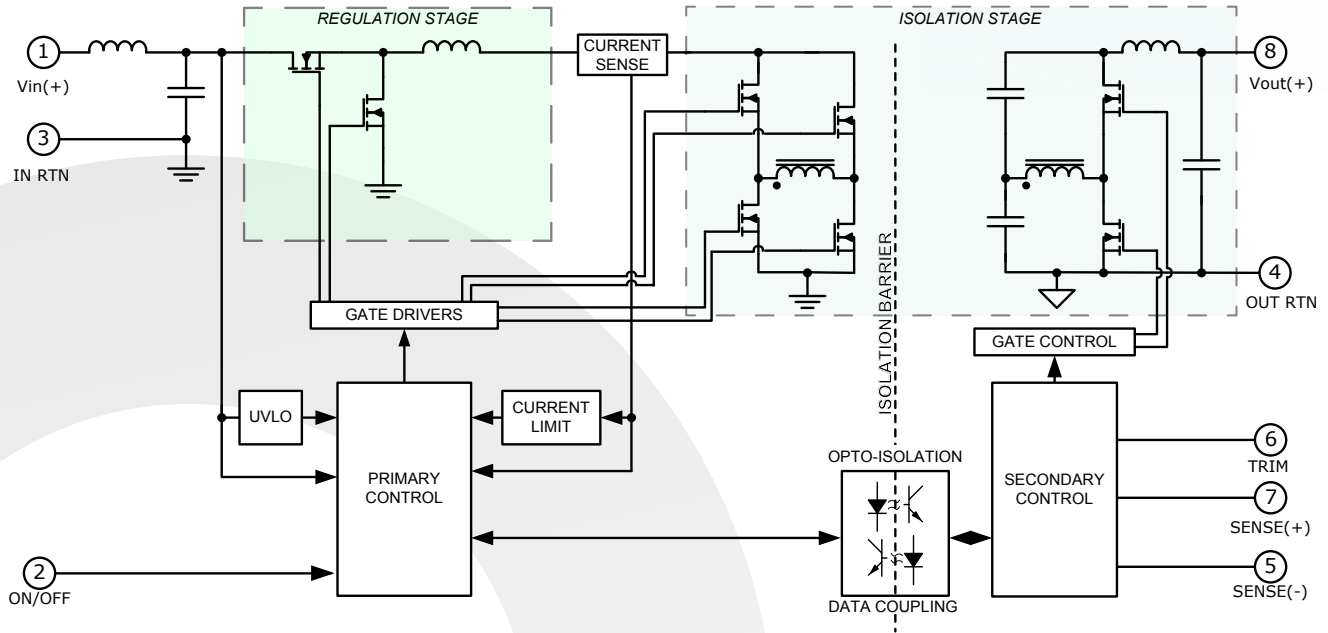 REGULATION STAGE
ISOLATION STAGE
1
Vin(+)
CURRENT
SENSE
8
Vout(+)
3
IN RTN
4
OUT RTN
ISOLATION BARRIER
GATE DRIVERS
GATE CONTROL
UVLO
CURRENT
LIMIT
PRIMARY
CONTROL
OPTO-ISOLATION
DATA COUPLING
SECONDARY
CONTROL
6
TRIM
7
SENSE(+)
5
SENSE(-)
2
ON/OFF